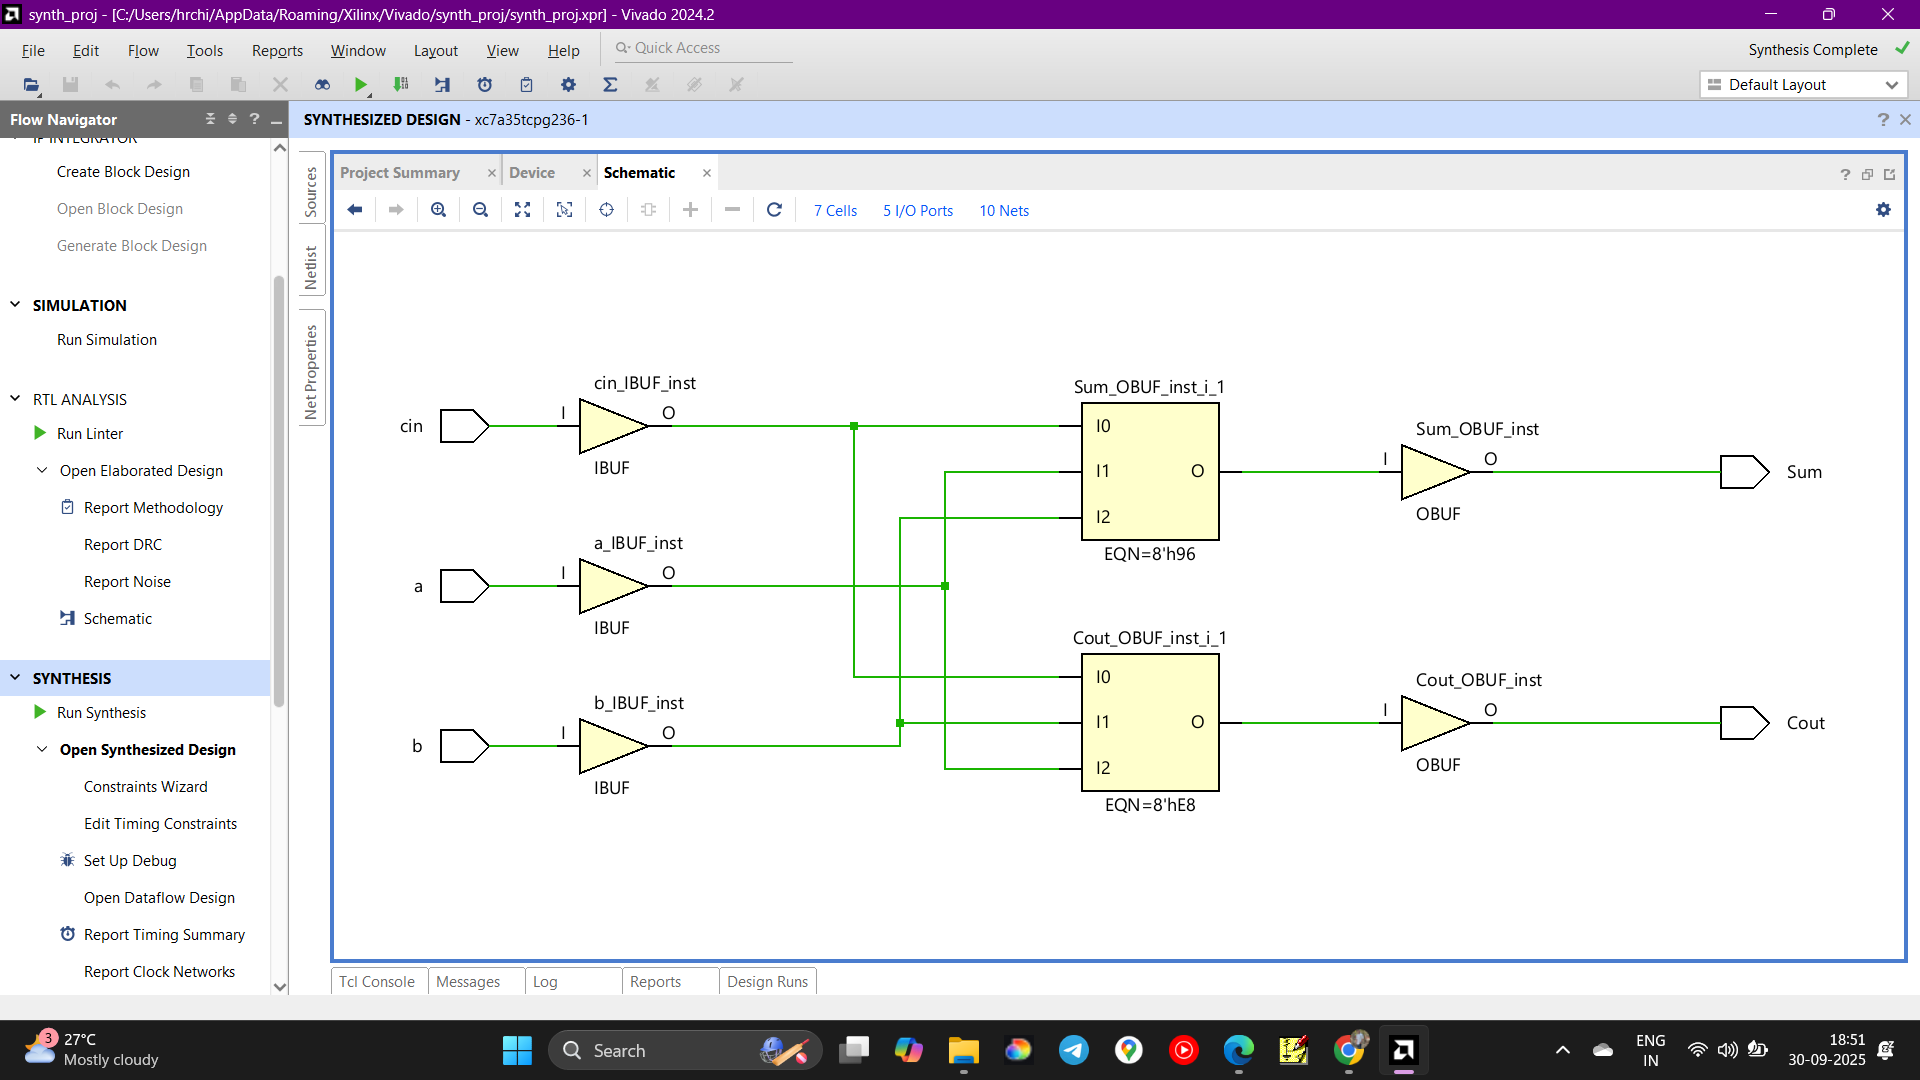 synth_proj - [C:/Users/hrchi/AppData/Roaming/Xilinx/Vivado/synth_proj/synth_proj.xpr] - Vivado 2024.2
File Edit Flow Tools Reports Window Layout View Help Quick Access
Synthesis Complete
Default Layout
Flow Navigator
SYNTHESIZED DESIGN - xc7a35tcpg236-1
IP INTEGRATOR
Create Block Design
Open Block Design
Generate Block Design
SIMULATION
Run Simulation
RTL ANALYSIS
Run Linter
Open Elaborated Design
Report Methodology
Report DRC
Report Noise
Schematic
SYNTHESIS
Run Synthesis
Open Synthesized Design
Constraints Wizard
Edit Timing Constraints
Set Up Debug
Open Dataflow Design
Report Timing Summary
Report Clock Networks
Sources
Netlist
Net Properties
Project Summary Device Schematic
7 Cells 5 I/O Ports 10 Nets
cin_IBUF_inst
cin
I
O
IBUF
a_IBUF_inst
a
I
O
IBUF
b_IBUF_inst
b
I
O
IBUF
Sum_OBUF_inst_i_1
I0
I1
O
I2
EQN=8'h96
Sum_OBUF_inst
I
O
Sum
OBUF
Cout_OBUF_inst_i_1
I0
I1
O
I2
EQN=8'hE8
Cout_OBUF_inst
I
O
Cout
OBUF
Tcl Console Messages Log Reports Design Runs
3
27°C
Mostly cloudy
Search
ENG
IN
18:51
30-09-2025